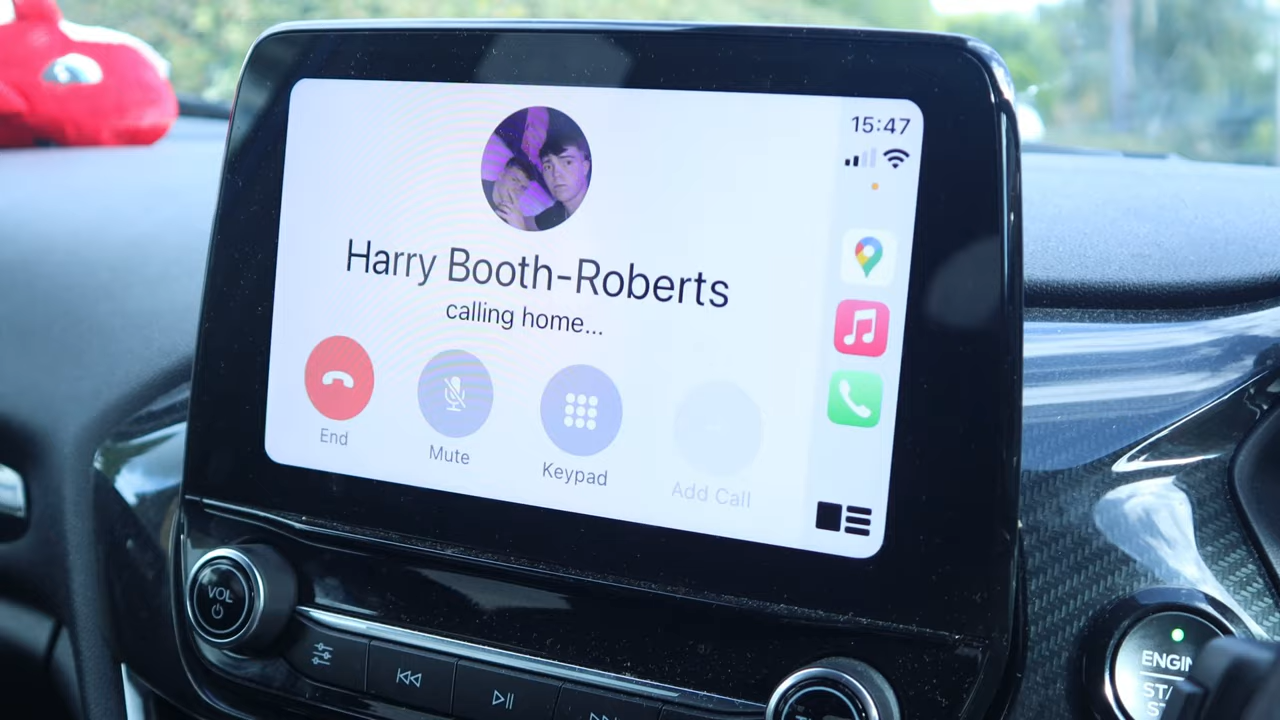 15:47
Harry Booth-Roberts
calling home...
End
Mute
Keypad
Add Call
VOL
ENGIN